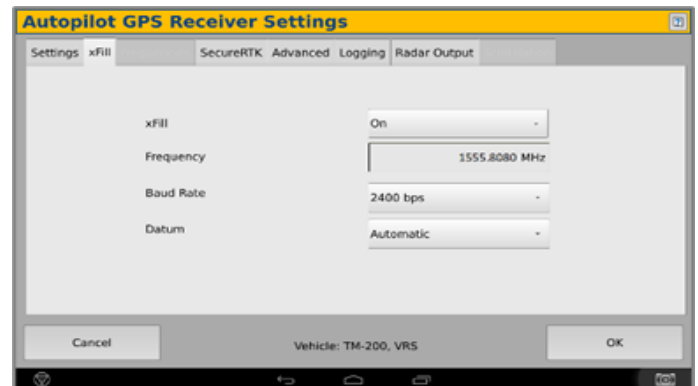 Autopilot GPS Receiver Settings
Settings xFill SecureRTK Advanced Logging Radar Output
xFill On
Frequency 1555.8080 MHz
Baud Rate 2400 bps
Datum Automatic
Cancel Vehicle: TM-200, VRS OK